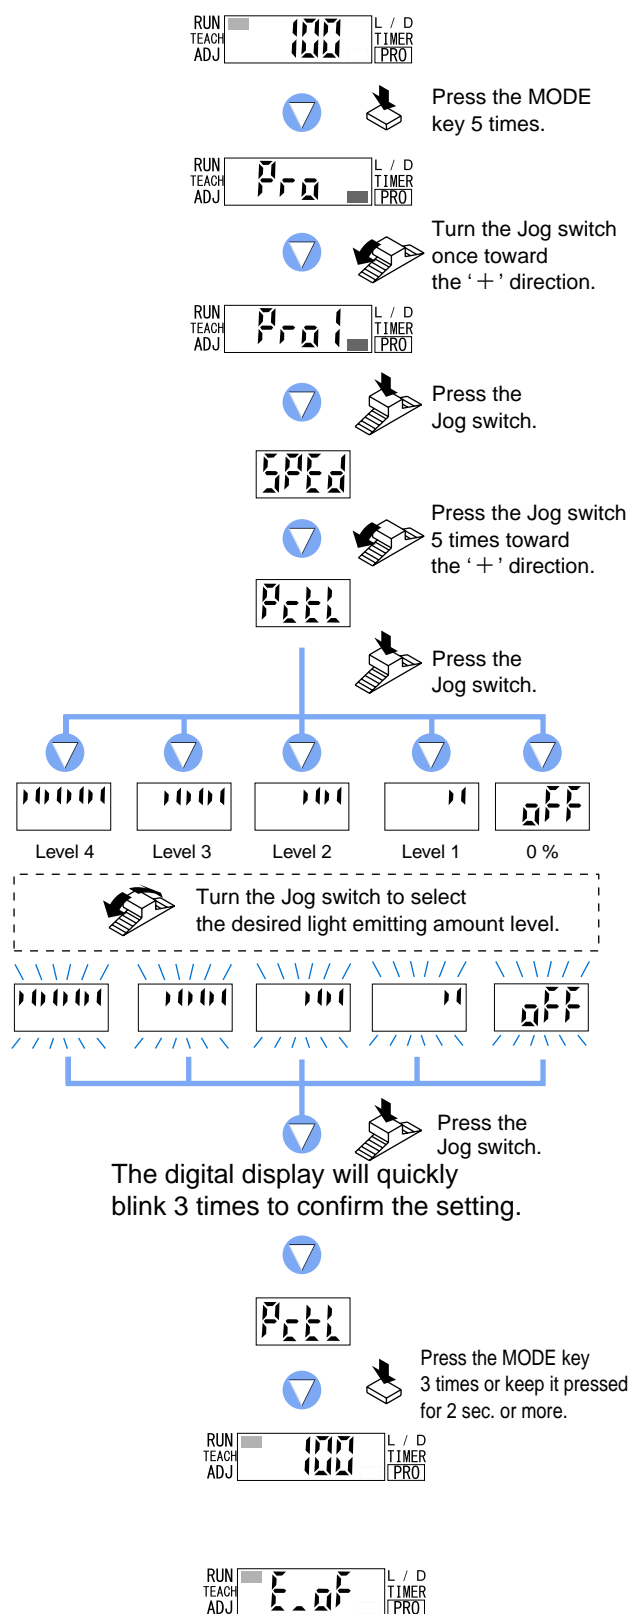 RUN
TEACH
ADJ
100
L / D
TIMER
PRO
Press the MODE
key 5 times.
RUN
TEACH
ADJ
Pro
L / D
TIMER
PRO
Turn the Jog switch
once toward
the ‘＋’ direction.
RUN
TEACH
ADJ
Pro1
L / D
TIMER
PRO
Press the
Jog switch.
SPEd
Press the Jog switch
5 times toward
the ‘＋’ direction.
PctL
Press the
Jog switch.
oFF
Level 4 Level 3 Level 2 Level 1 0 %
Turn the Jog switch to select
the desired light emitting amount level.
oFF
Press the
Jog switch.
The digital display will quickly
blink 3 times to confirm the setting.
PctL
Press the MODE key
3 times or keep it pressed
for 2 sec. or more.
RUN
TEACH
ADJ
100
L / D
TIMER
PRO
RUN
TEACH
ADJ
E_oF
L / D
TIMER
PRO